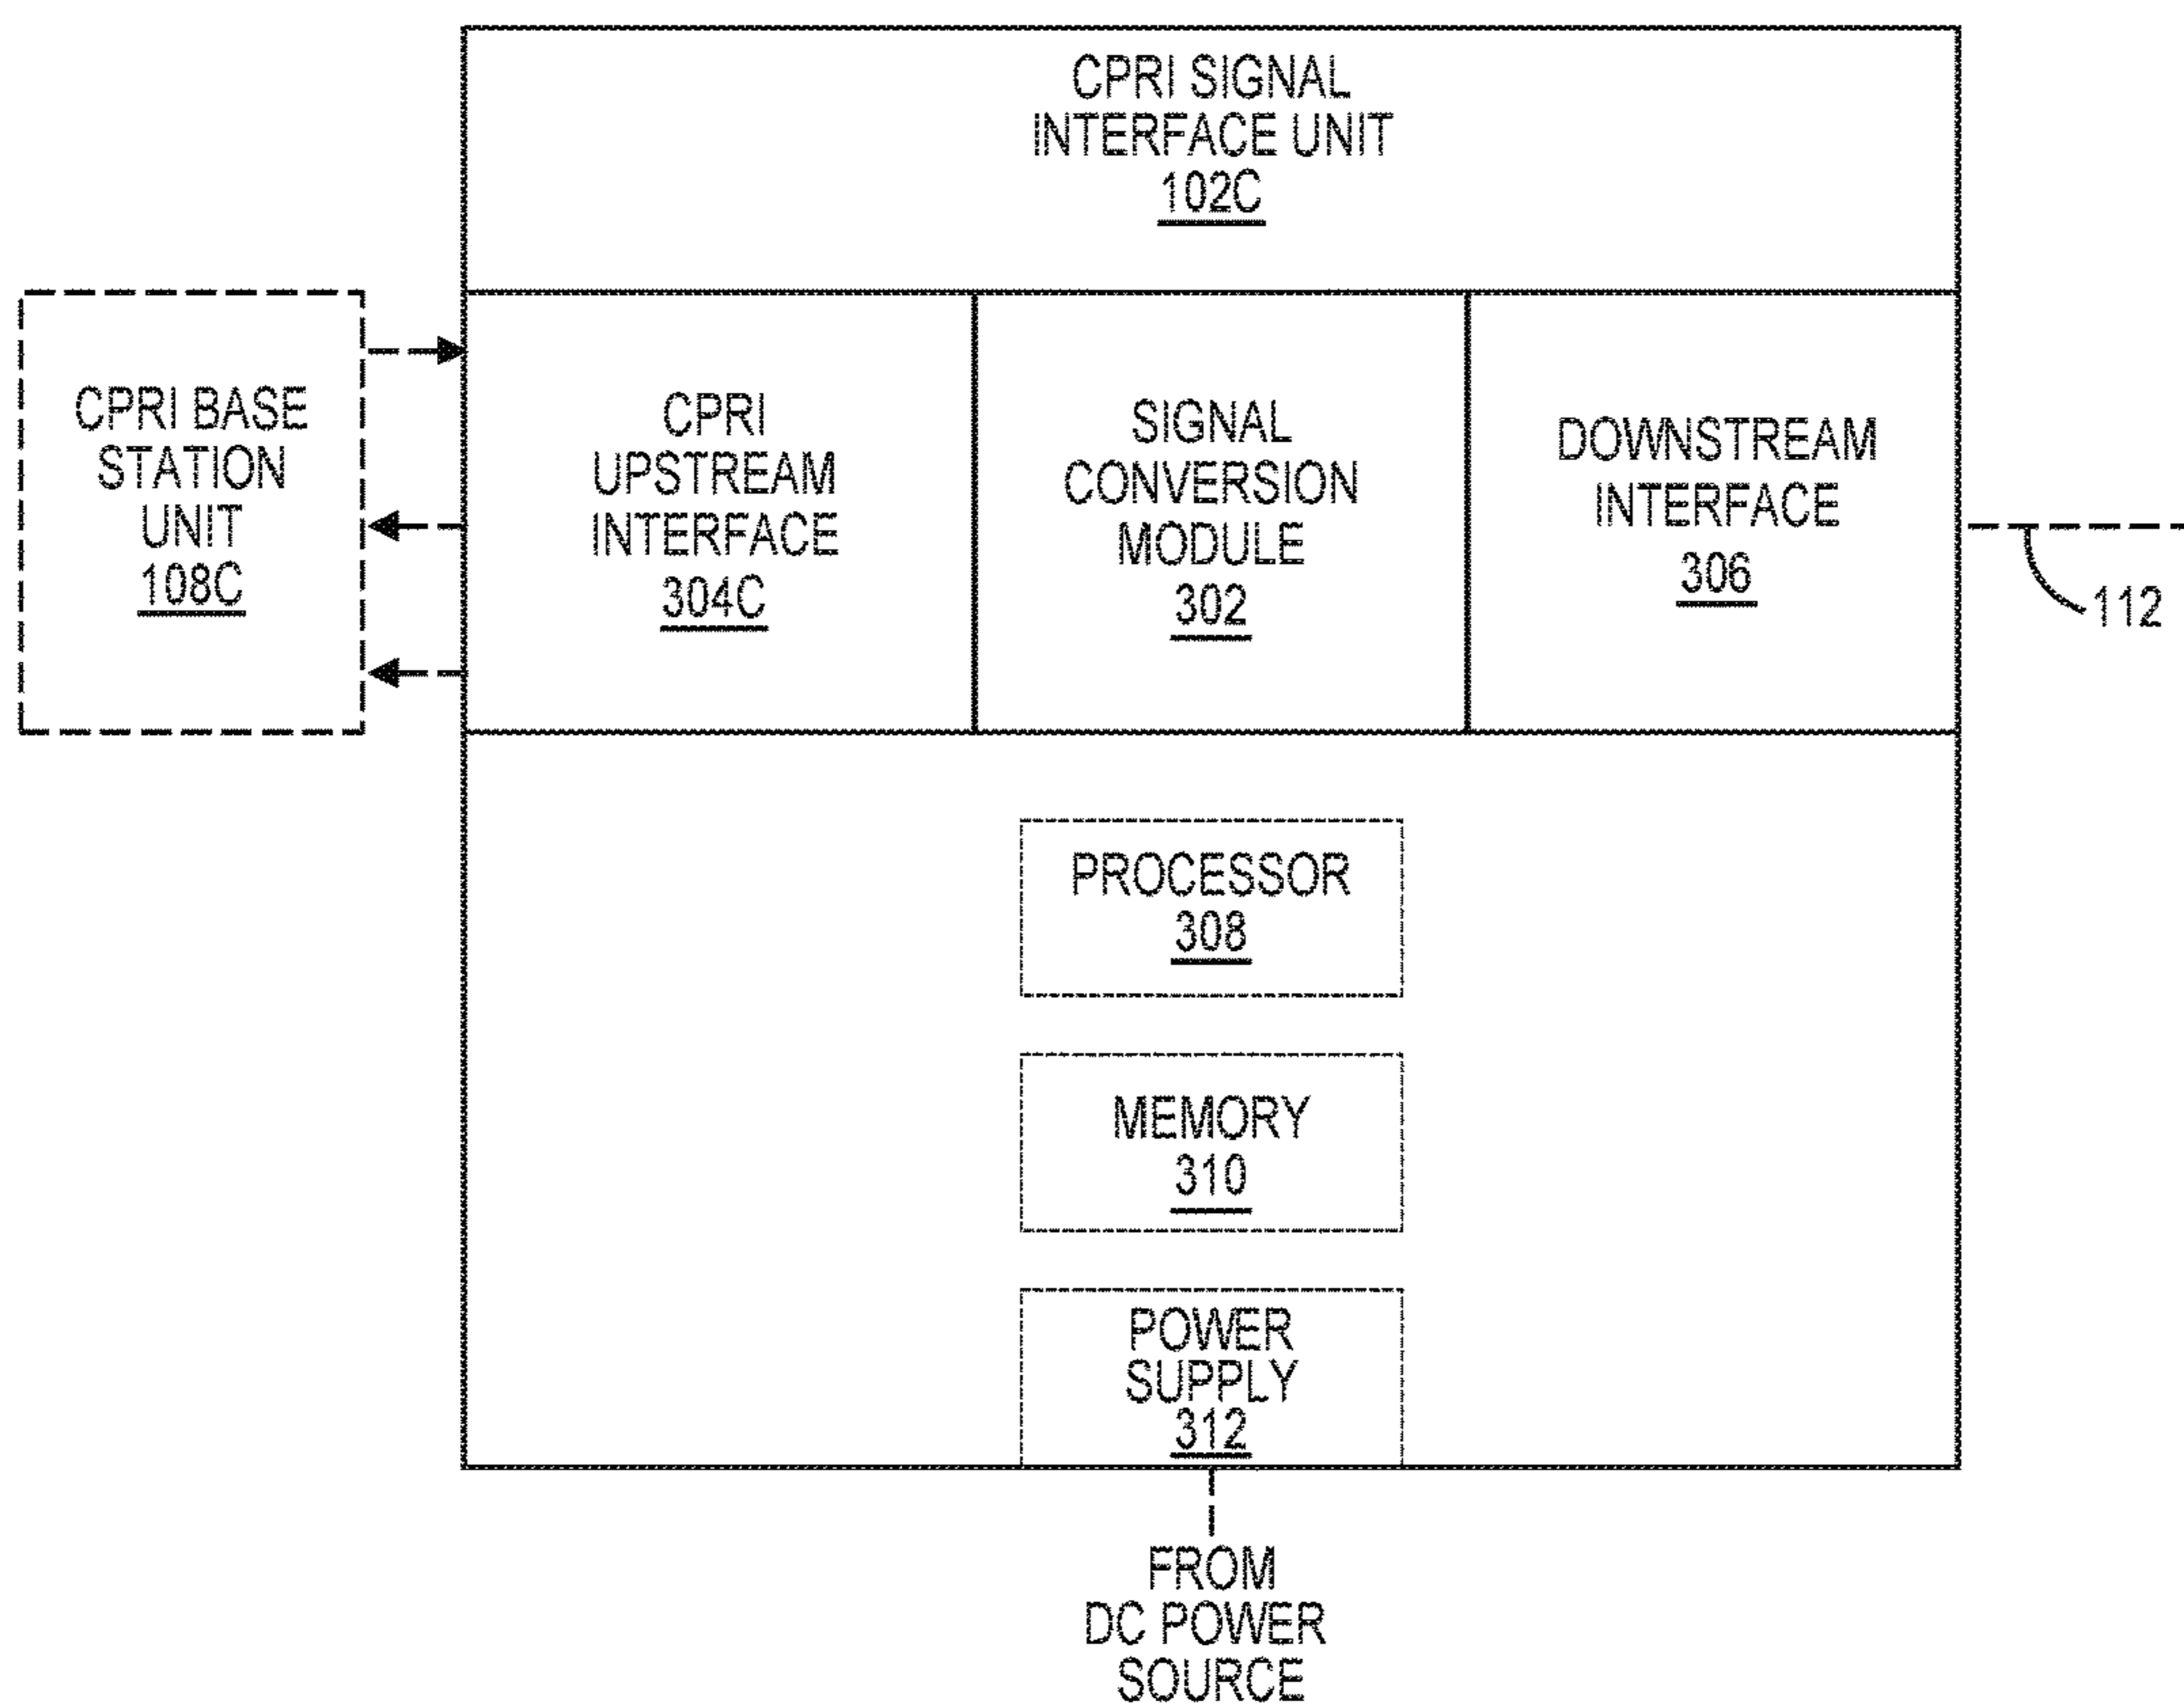 CPRI SIGNAL
INTERFACE UNIT
102C
CPRI BASE
STATION
UNIT
108C
CPRI
UPSTREAM
INTERFACE
304C
SIGNAL
CONVERSION
MODULE
302
DOWNSTREAM
INTERFACE
306
112
PROCESSOR
308
MEMORY
310
POWER
SUPPLY
312
FROM
DC POWER
SOURCE